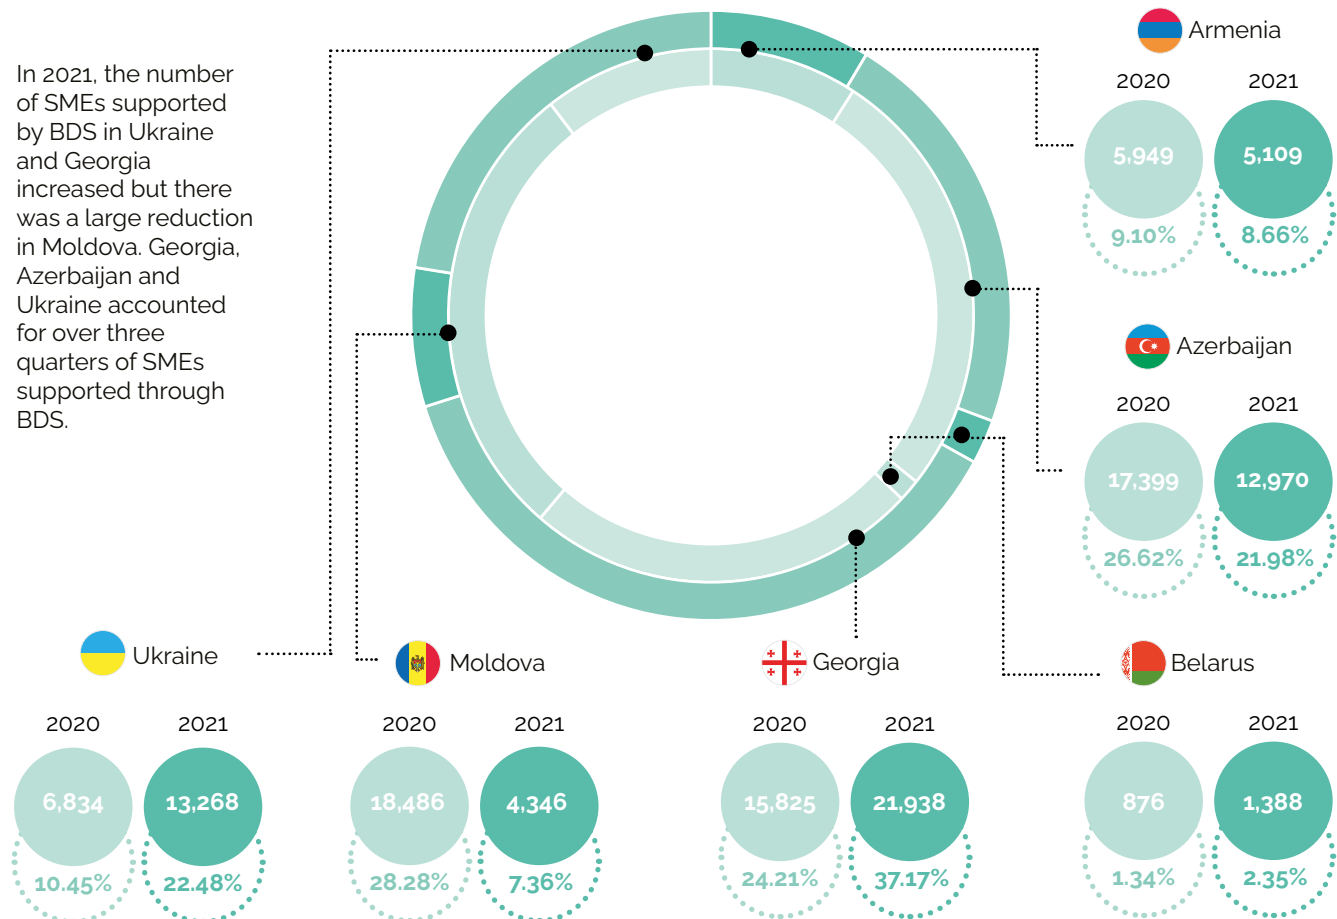 In 2021, the number
of SMEs supported
by BDS in Ukraine
and Georgia
increased but there
was a large reduction
in Moldova. Georgia,
Azerbaijan and
Ukraine accounted
for over three
quarters of SMEs
supported through
BDS.
Armenia
2020 2021
5,949 5,109
9.10% 8.66%
Azerbaijan
2020 2021
17,399 12,970
26.62% 21.98%
Ukraine
2020 2021
6,834 13,268
10.45% 22.48%
Moldova
2020 2021
18,486 4,346
28.28% 7.36%
Georgia
2020 2021
15,825 21,938
24.21% 37.17%
Belarus
2020 2021
876 1,388
1.34% 2.35%